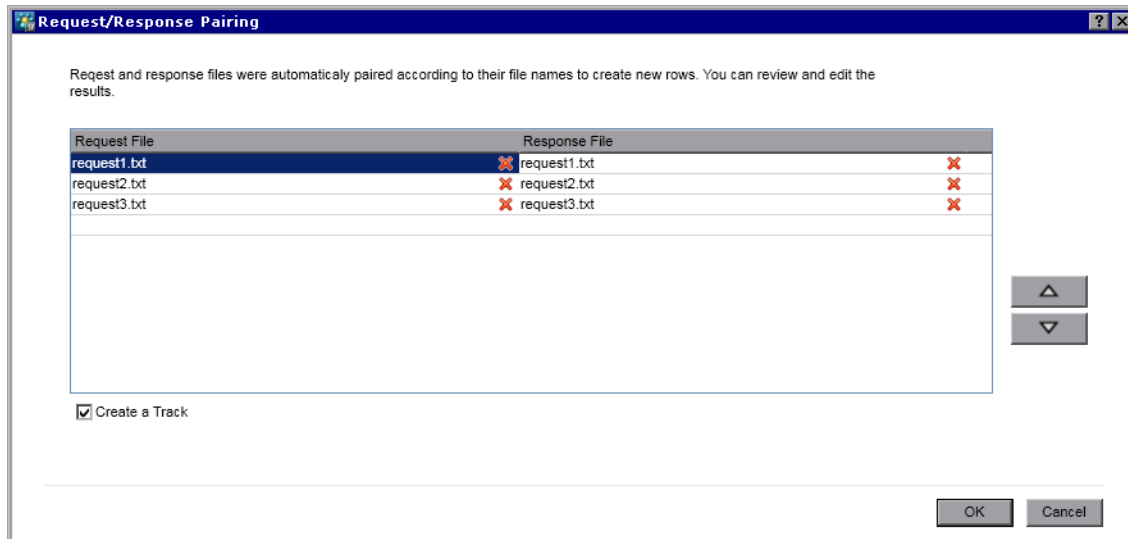 Request/Response Pairing
Reqest and response files were automaticaly paired according to their file names to create new rows. You can review and edit the
results.
Request File Response File
request1.txt request1.txt
request2.txt request2.txt
request3.txt request3.txt
Create a Track
OK Cancel